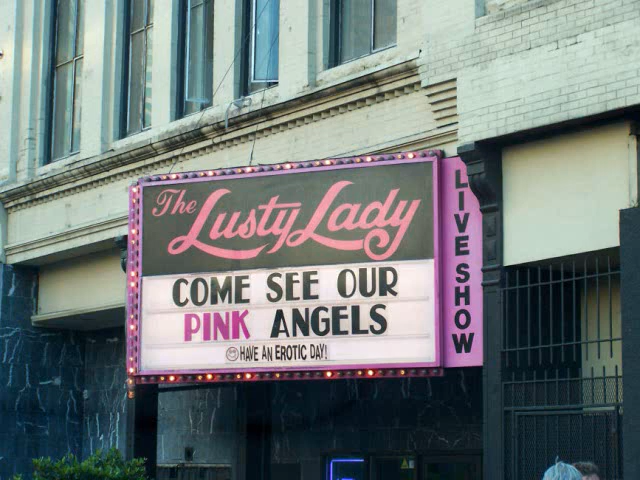 The Lusty Lady
COME SEE OUR
PINK ANGELS
HAVE AN EROTIC DAY!
LIVE SHOW